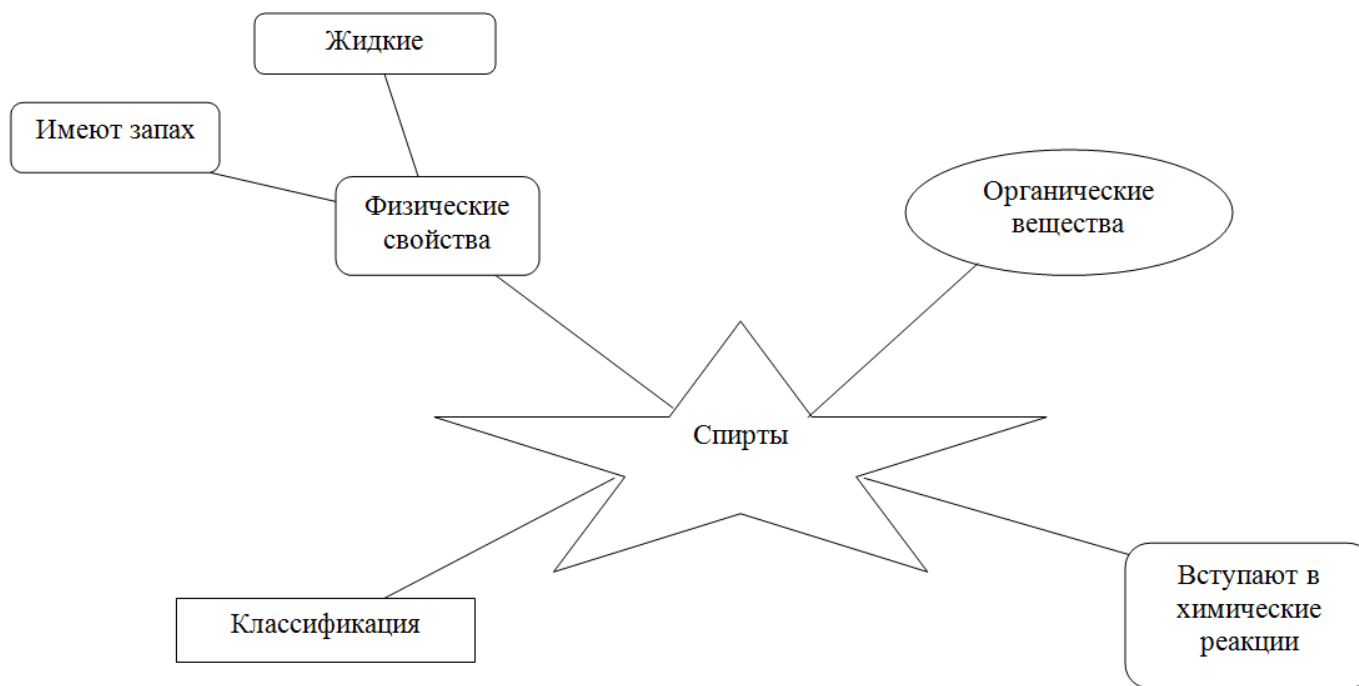 Жидкие
Имеют запах
Физические
свойства
Органические
вещества
Спирты
Классификация
Вступают в
химические
реакции